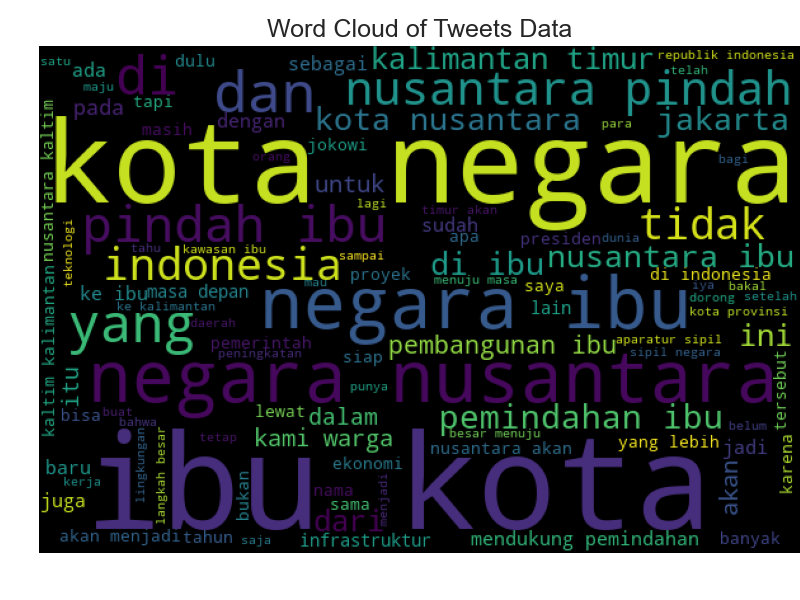 Word Cloud of Tweets Data
satu
ada
maju
di
dulu
dan
sebagai
kalimantan timur
republik indonesia
telah
nusantara pindah
pada
tapi
masih
dengan
kota nusantara
para
jakarta
kota negara
jokowi
orang
bagi
untuk
lagi
pindah ibu
timur akan
sudah
tidak
nusantara kaltim
teknologi
tahu
kawasan ibu
sampai
apa
presiden
dunia
indonesia
mau
proyek
di ibu
menuju masa
nusantara ibu
di indonesia
ke ibu
masa depan
ke kalimantan
daerah
saya
lain
iya
bakal
dorong
setelah
kota provinsi
negara ibu
yang
pemerintah
peningkatan
siap
pembangunan ibu
aparatur sipil
sipil negara
ini
kaltim kalimantan
itu
negara nusantara
punya
tersebut
bisa
buat
bahwa
lewat
dalam
pemindahan ibu
belum
tetap
kami warga
besar menuju
nusantara akan
yang lebih
jadi
karena
baru
kerja
lingkungan
langkah besar
ibu kota
ekonomi
bukan
nama
sama
menjadi
akan
juga
dari
akan menjadi
tahun
saja
infrastruktur
mendukung pemindahan
banyak